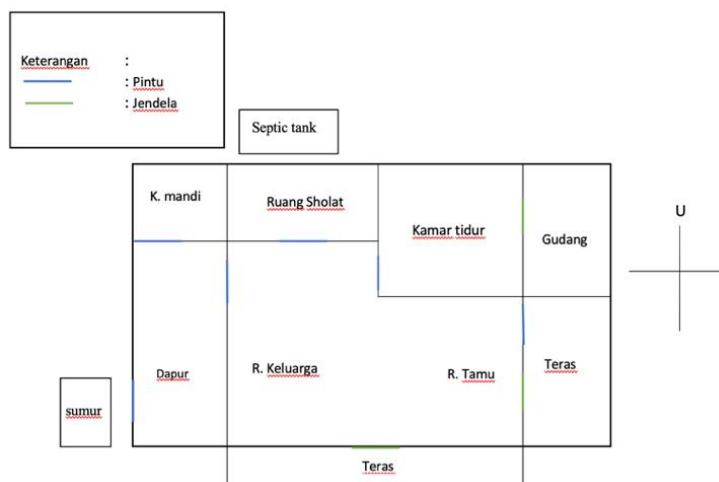 Keterangan :
: Pintu
: Jendela
Septic tank
K. mandi
Ruang Sholat
Kamar tidur
Gudang
U
Dapur
R. Keluarga
R. Tamu
Teras
sumur
Teras